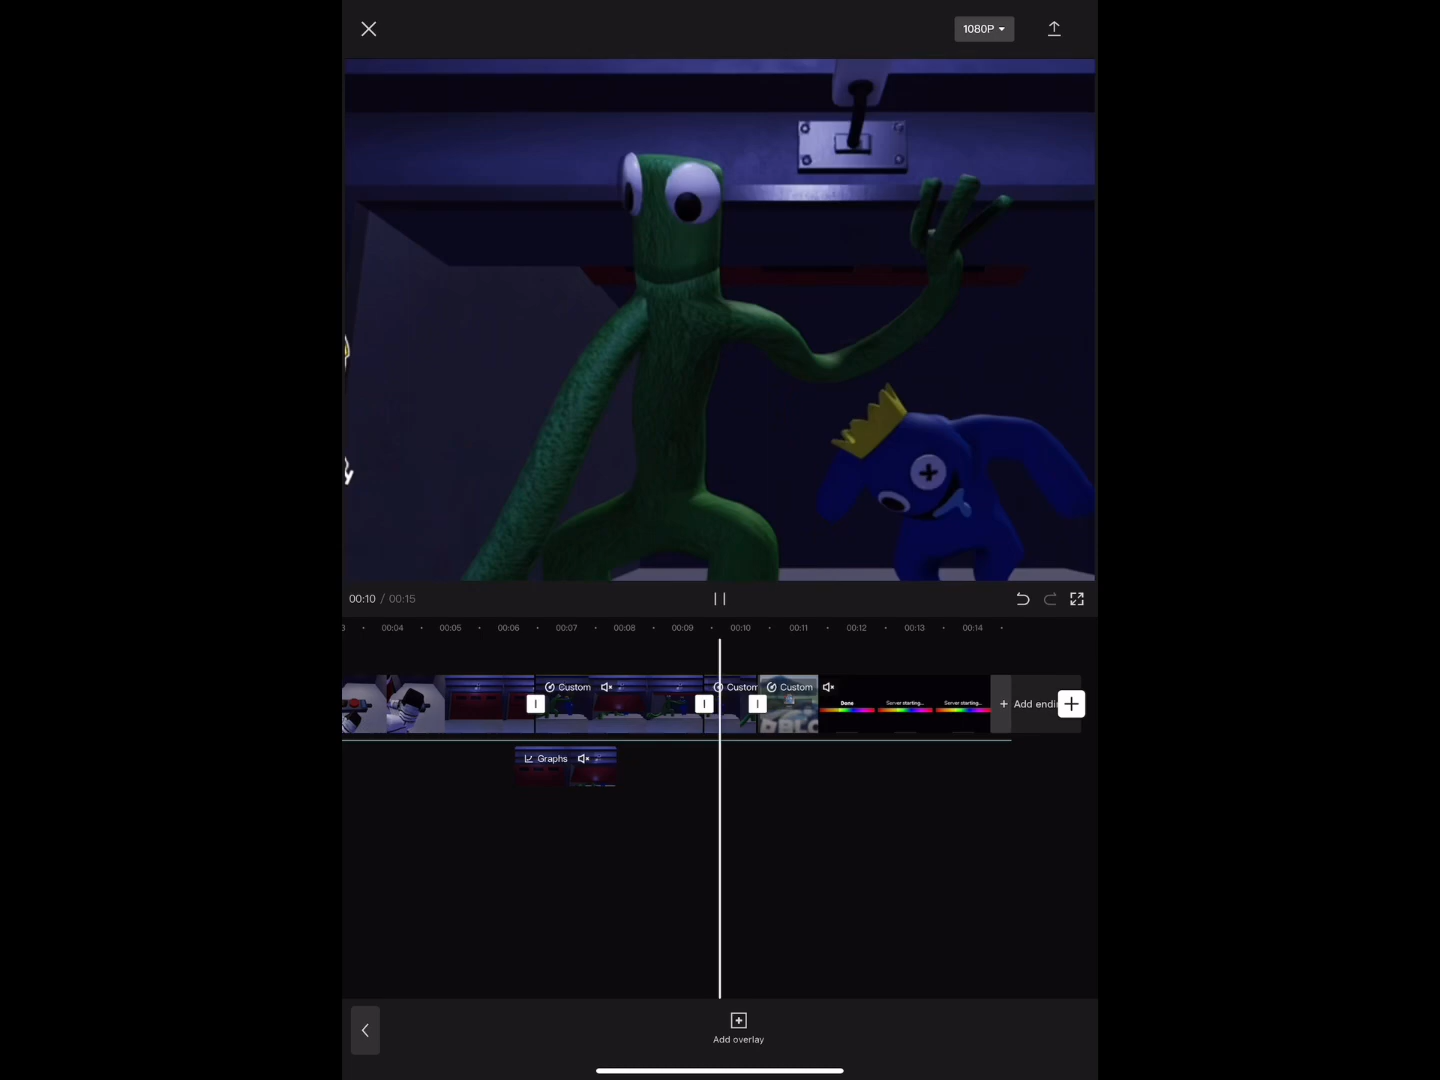 1080P
00:10 / 00:15
3 00:04 00:05 00:06 00:07 00:08 00:09 00:10 00:11 00:12 00:13 00:14
Custom Custom Custom
Done Server starting... Server starting...
+ Add endi
Graphs
Add overlay